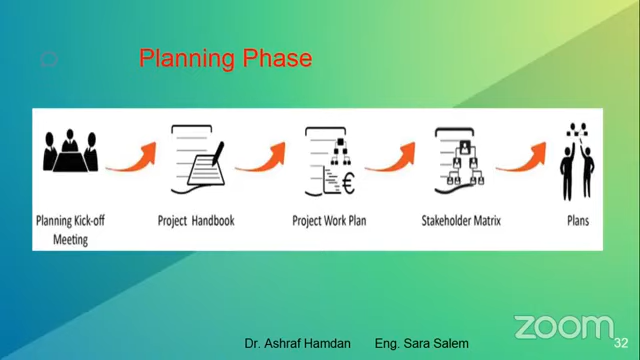 Planning Phase
Planning Kick-off
Meeting
Project Handbook
Project Work Plan
Stakeholder Matrix
Plans
€
Dr. Ashraf Hamdan
Eng. Sara Salem
zoom
32